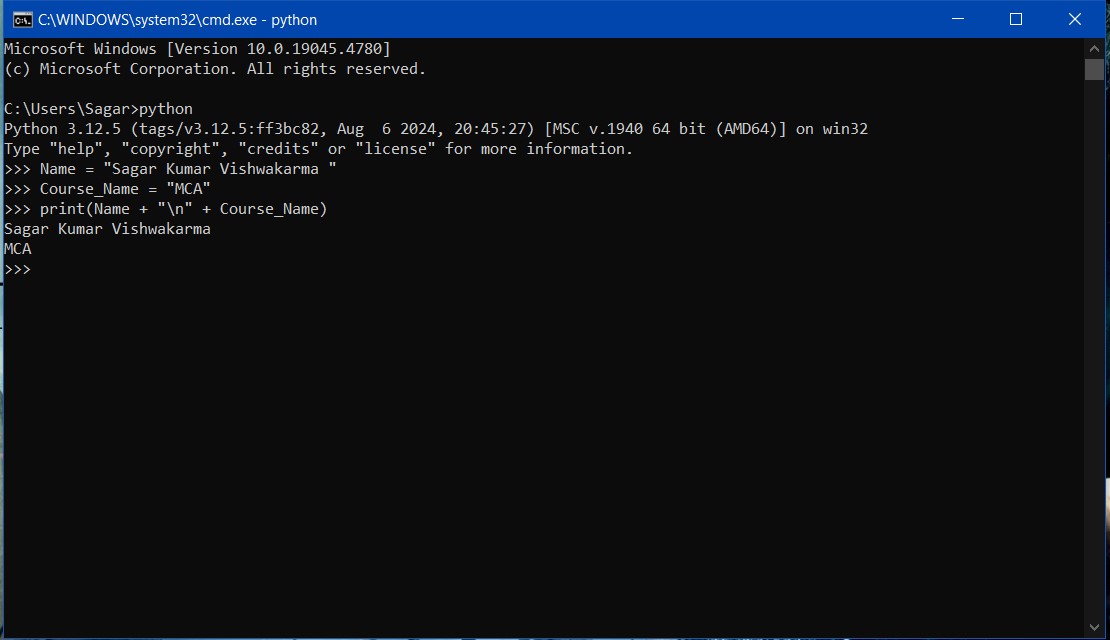 C:\WINDOWS\system32\cmd.exe - python
Microsoft Windows [Version 10.0.19045.4780]
(c) Microsoft Corporation. All rights reserved.
C:\Users\Sagar>python
Python 3.12.5 (tags/v3.12.5:ff3bc82, Aug  6 2024, 20:45:27) [MSC v.1940 64 bit (AMD64)] on win32
Type "help", "copyright", "credits" or "license" for more information.
>>> Name = "Sagar Kumar Vishwakarma "
>>> Course_Name = "MCA"
>>> print(Name + "\n" + Course_Name)
Sagar Kumar Vishwakarma
MCA
>>>